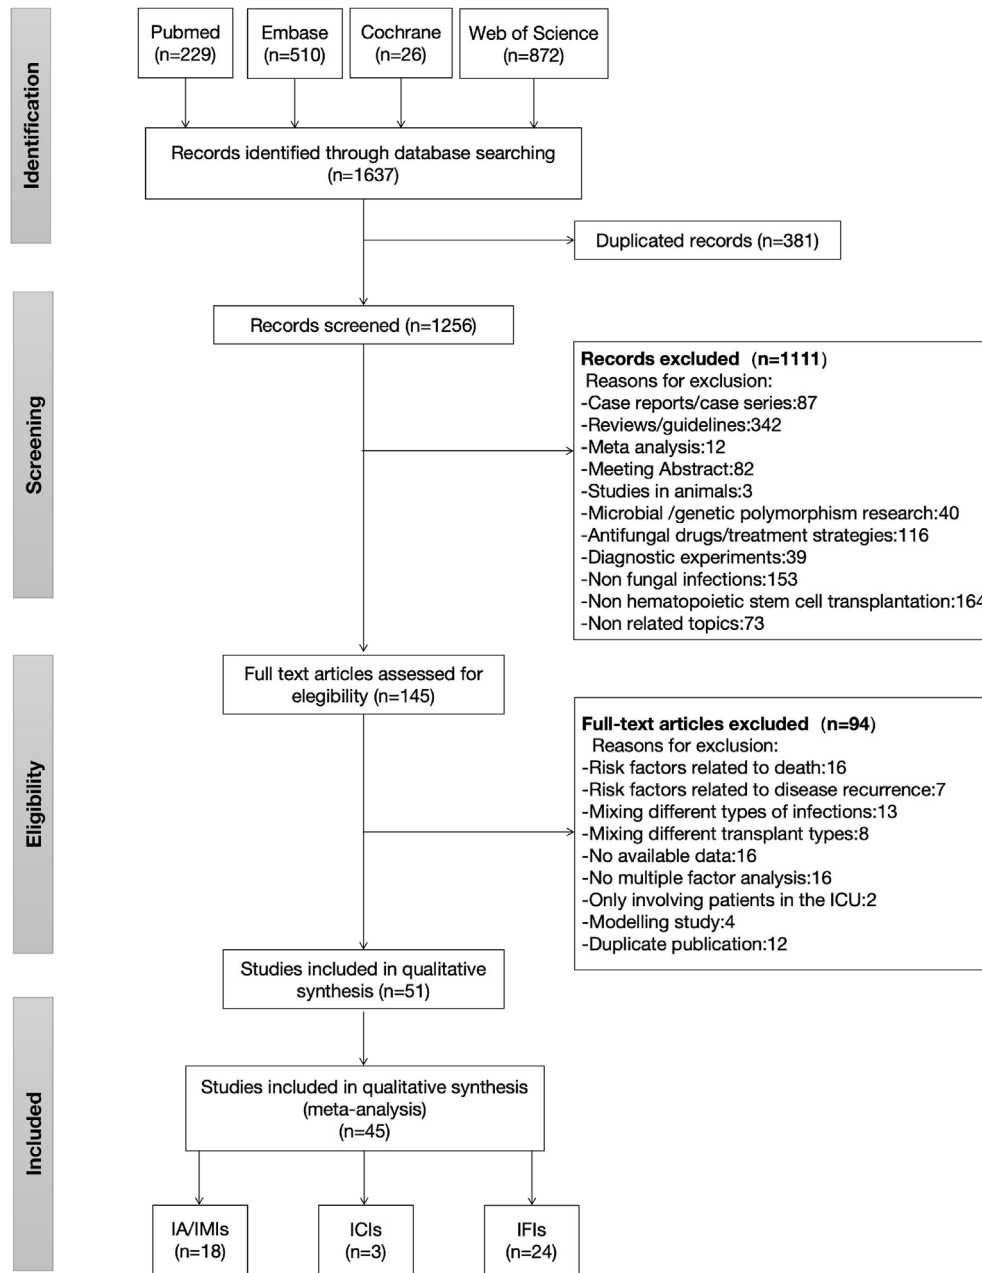 Identification
Pubmed
(n=229)
Embase
(n=510)
Cochrane
(n=26)
Web of Science
(n=872)
Records identified through database searching
(n=1637)
Duplicated records (n=381)
Screening
Records screened (n=1256)
Records excluded (n=1111)
Reasons for exclusion:
-Case reports/case series:87
-Reviews/guidelines:342
-Meta analysis:12
-Meeting Abstract:82
-Studies in animals:3
-Microbial /genetic polymorphism research:40
-Antifungal drugs/treatment strategies:116
-Diagnostic experiments:39
-Non fungal infections:153
-Non hematopoietic stem cell transplantation:164
-Non related topics:73
Eligibility
Full text articles assessed for
elegibility (n=145)
Full-text articles excluded (n=94)
Reasons for exclusion:
-Risk factors related to death:16
-Risk factors related to disease recurrence:7
-Mixing different types of infections:13
-Mixing different transplant types:8
-No available data:16
-No multiple factor analysis:16
-Only involving patients in the ICU:2
-Modelling study:4
-Duplicate publication:12
Studies included in qualitative
synthesis (n=51)
Included
Studies included in qualitative synthesis
(meta-analysis)
(n=45)
IA/IMIs
(n=18)
ICIs
(n=3)
IFIs
(n=24)